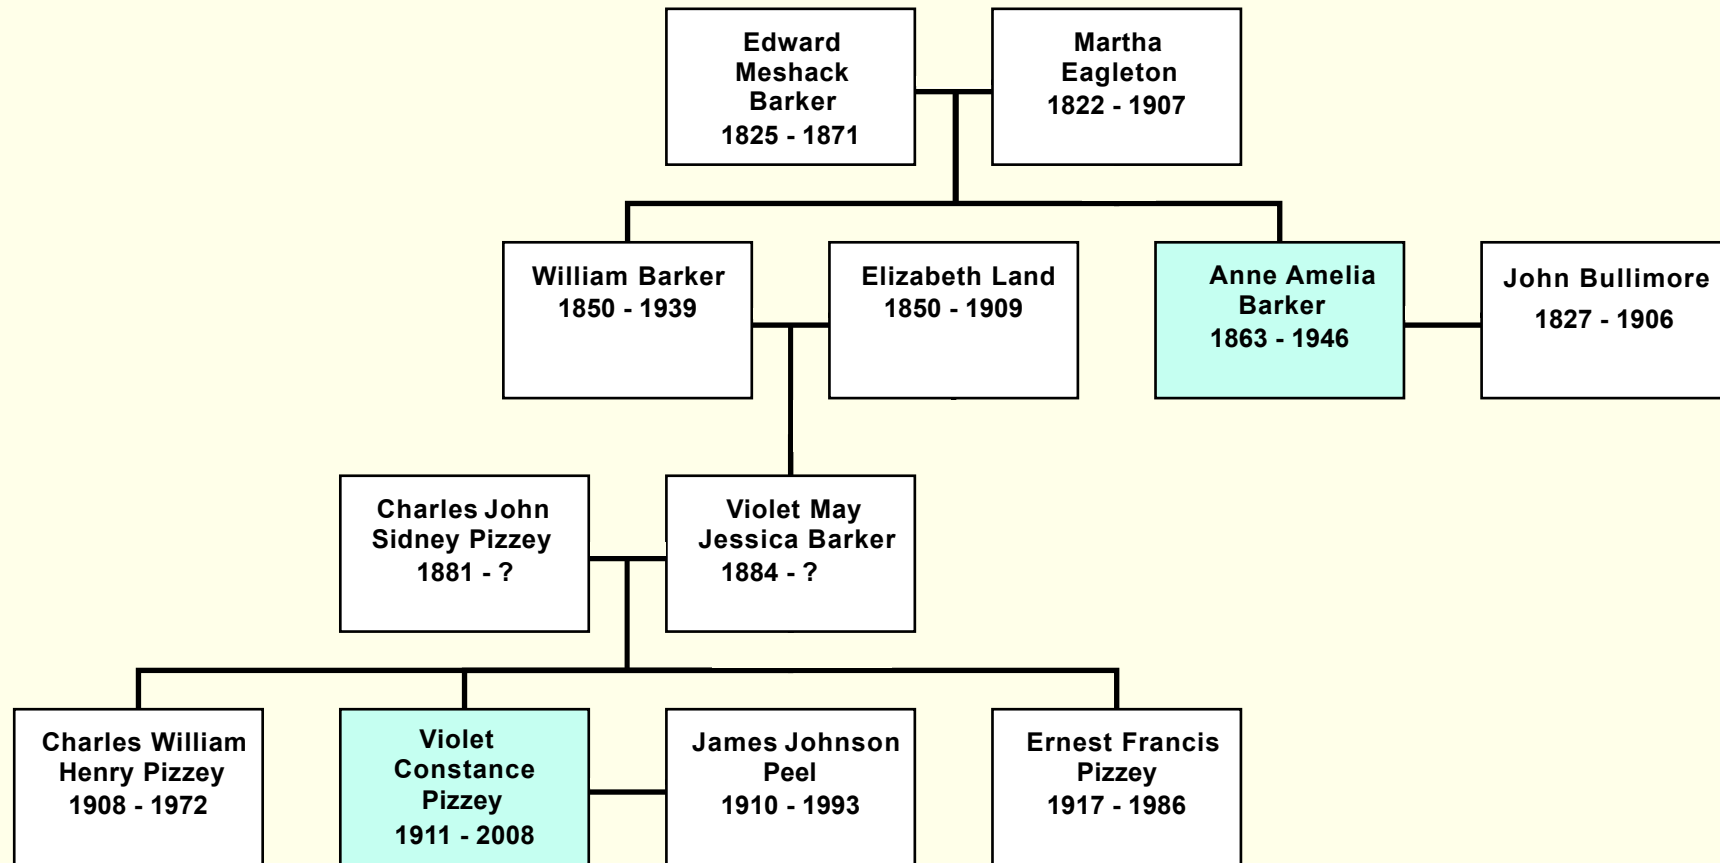 Edward
Meshack
Barker
1825 - 1871
Martha
Eagleton
1822 - 1907
William Barker
1850 - 1939
Elizabeth Land
1850 - 1909
Anne Amelia
Barker
1863 - 1946
John Bullimore
1827 - 1906
Charles John
Sidney Pizzey
1881 - ?
Violet May
Jessica Barker
1884 - ?
Charles William
Henry Pizzey
1908 - 1972
Violet
Constance
Pizzey
1911 - 2008
James Johnson
Peel
1910 - 1993
Ernest Francis
Pizzey
1917 - 1986